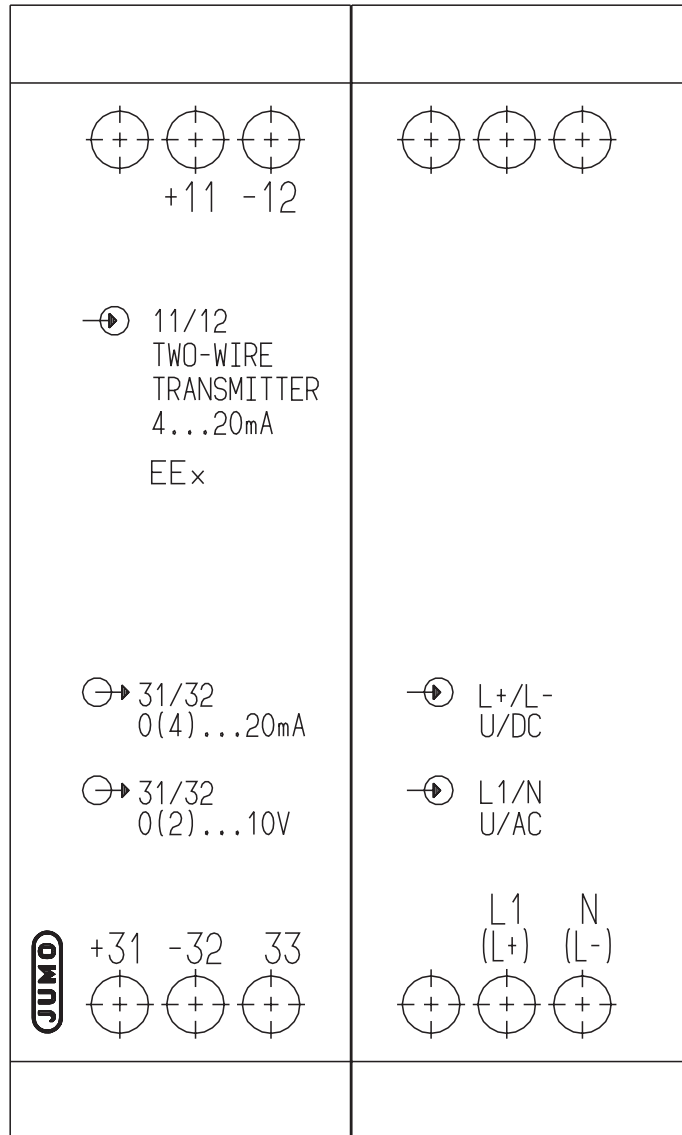 +11 -12
11/12
TWO-WIRE
TRANSMITTER
4...20mA
EEx
31/32
0(4)...20mA
31/32
0(2)...10V
+31 -32 33
JUMO
L+/L-
U/DC
L1/N
U/AC
L1 N
(L+) (L-)